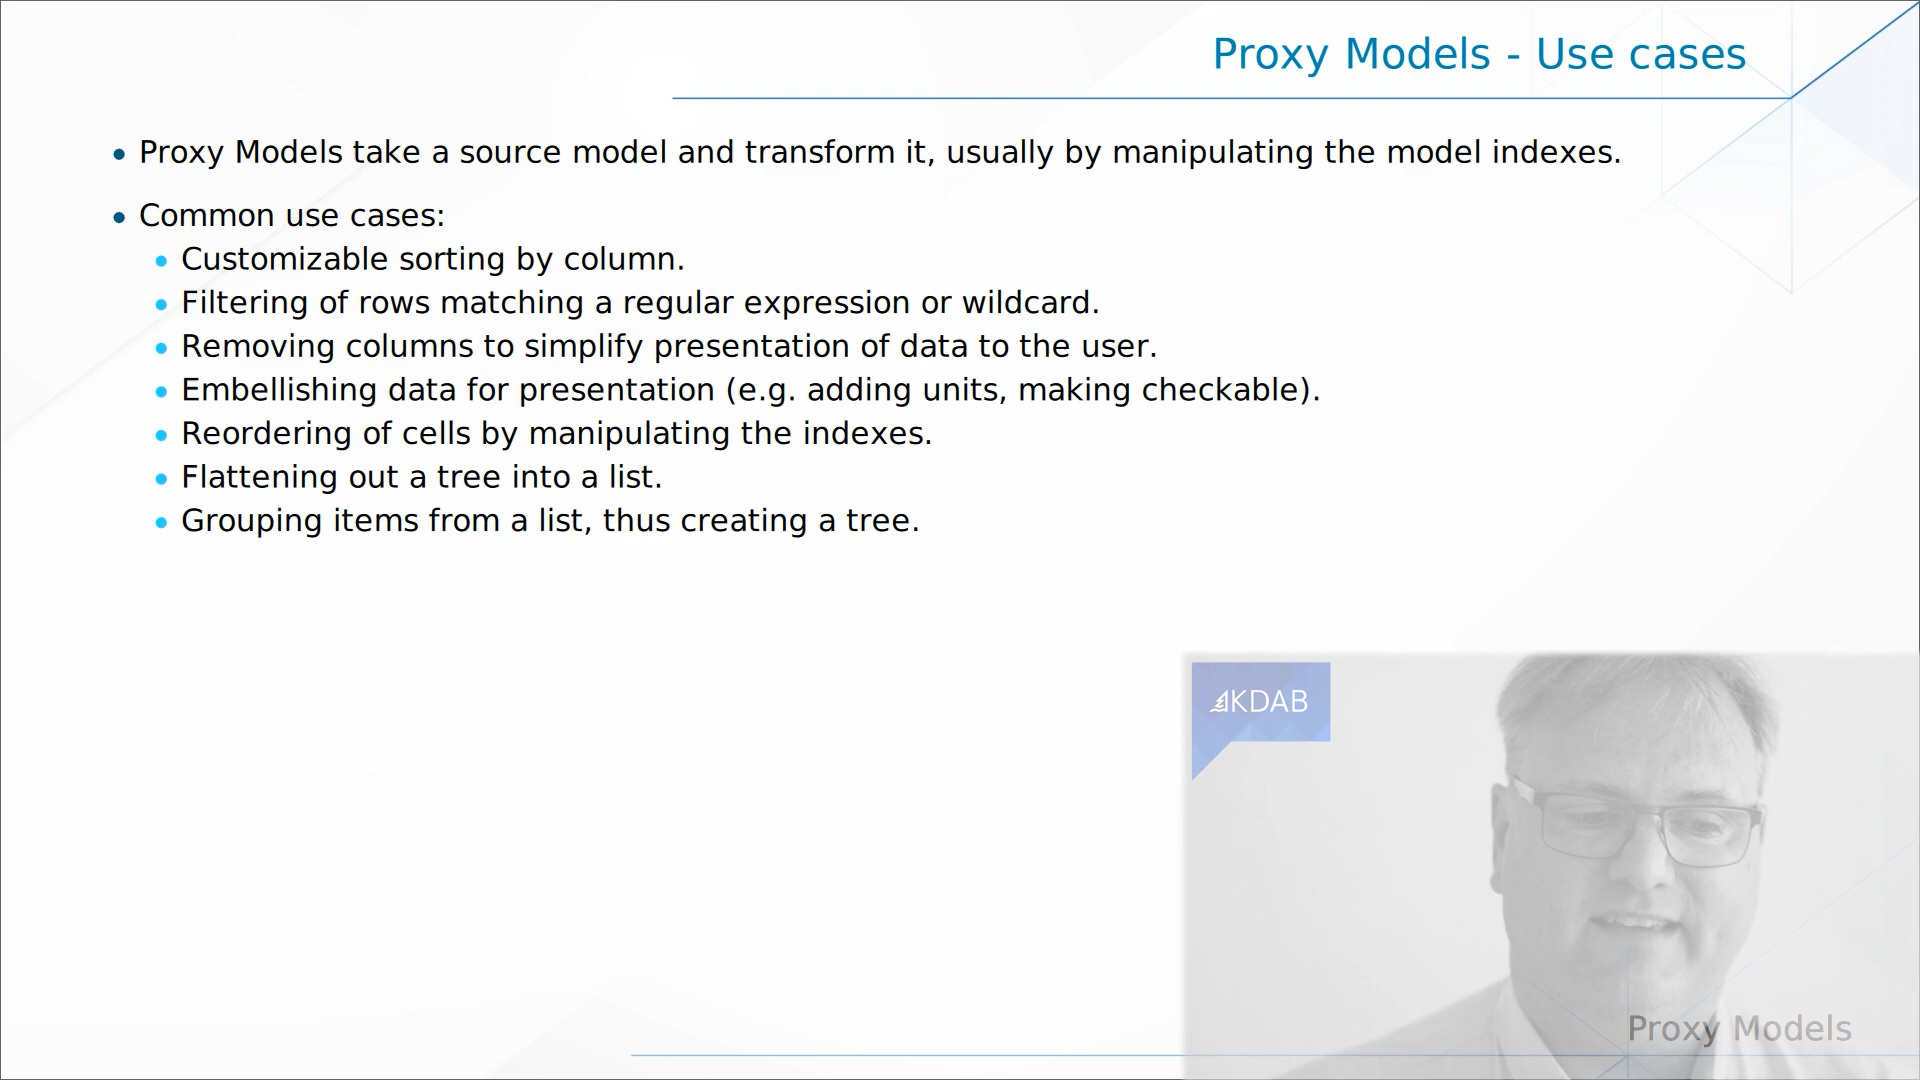 Proxy Models - Use cases
Proxy Models take a source model and transform it, usually by manipulating the model indexes.
Common use cases:
Customizable sorting by column.
Filtering of rows matching a regular expression or wildcard.
Removing columns to simplify presentation of data to the user.
Embellishing data for presentation (e.g. adding units, making checkable).
Reordering of cells by manipulating the indexes.
Flattening out a tree into a list.
Grouping items from a list, thus creating a tree.
KDAB
Proxy Models